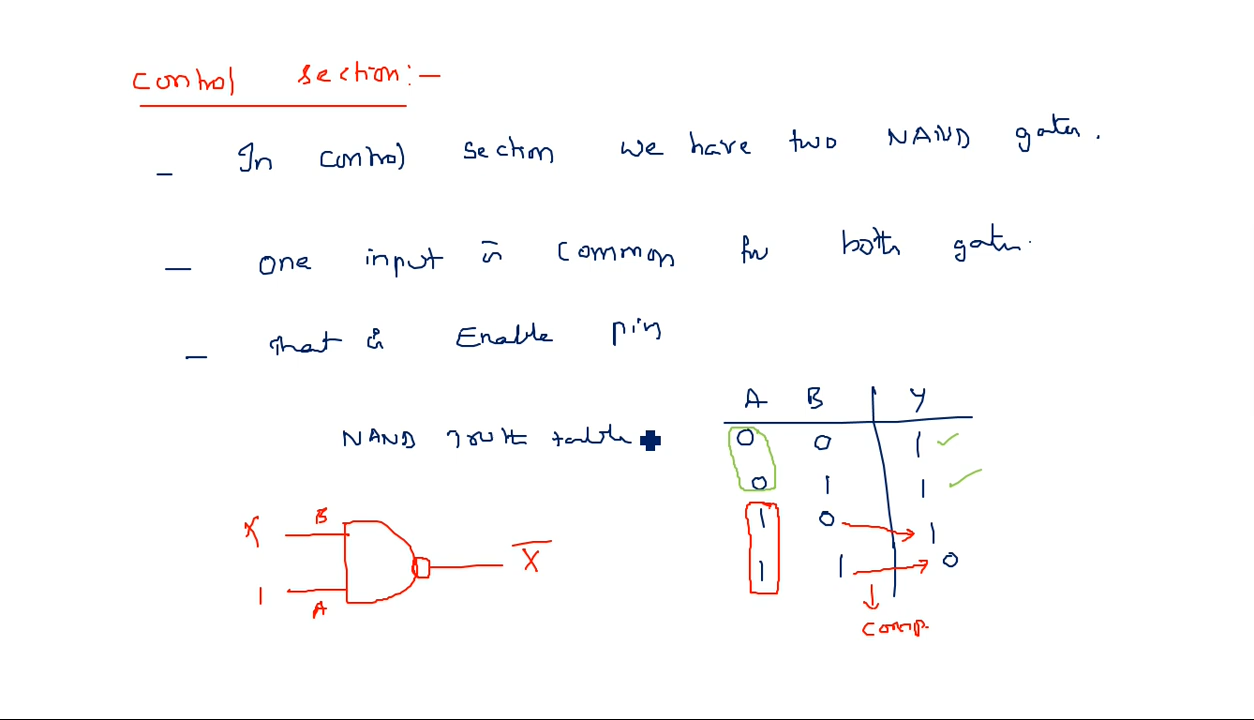 Control Section:-
- In control Section we have two NAND gates.
- One input is Common for both gates.
- That is Enable pin
A B Y
NAND Truth table
0 0 1
0 1 1
1 0 1
1 1 0
X B
X̅
1 A
Comp.